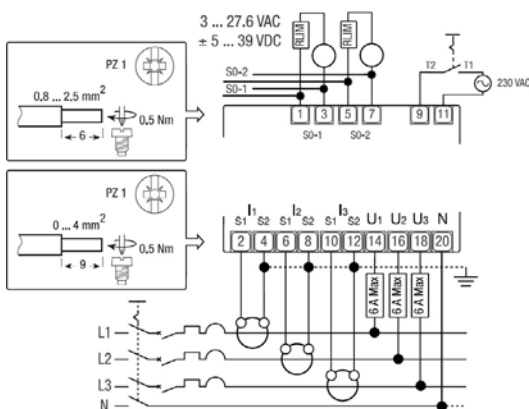 3 ... 27.6 VAC
± 5 ... 39 VDC
PZ 1
0,8 ... 2,5 mm²
6
0.5 Nm
RLIM
RLIM
S0-2
S0-1
T2
T1
230 VAC
1 3 5 7 9 11
S0-1 S0-2
PZ 1
0 ... 4 mm²
9
0.5 Nm
I1 I2 I3 U1 U2 U3 N
S1 S2 S1 S2 S1 S2
2 4 6 8 10 12 14 16 18 20
6 A Max
6 A Max
6 A Max
L1
L2
L3
N